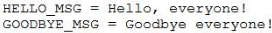 HELLO_MSG = Hello, everyone!
GOODBYE_MSG = Goodbye everyone!